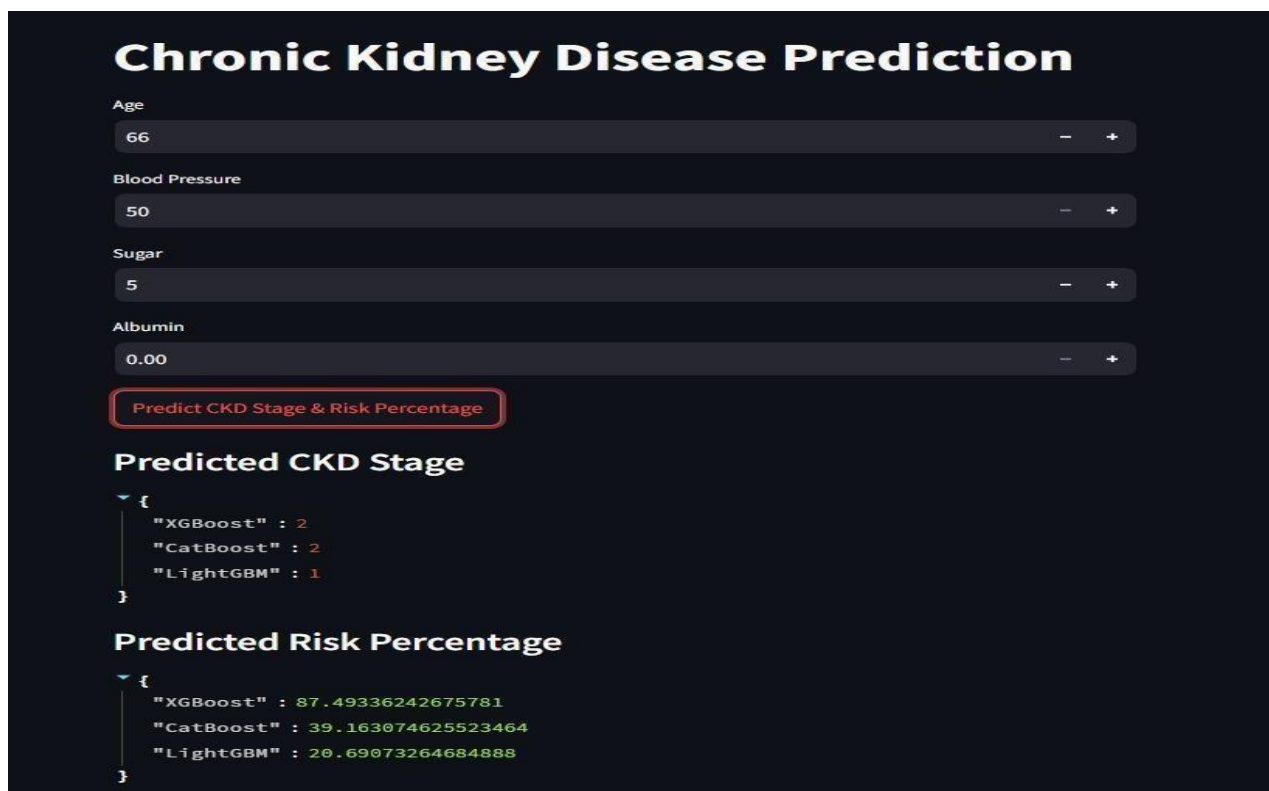 Chronic Kidney Disease Prediction
Age
66
Blood Pressure
50
Sugar
5
Albumin
0.00
Predict CKD Stage & Risk Percentage
Predicted CKD Stage
{
"XGBoost" : 2
"CatBoost" : 2
"LightGBM" : 1
}
Predicted Risk Percentage
{
"XGBoost" : 87.49336242675781
"CatBoost" : 39.163074625523464
"LightGBM" : 20.69073264684888
}